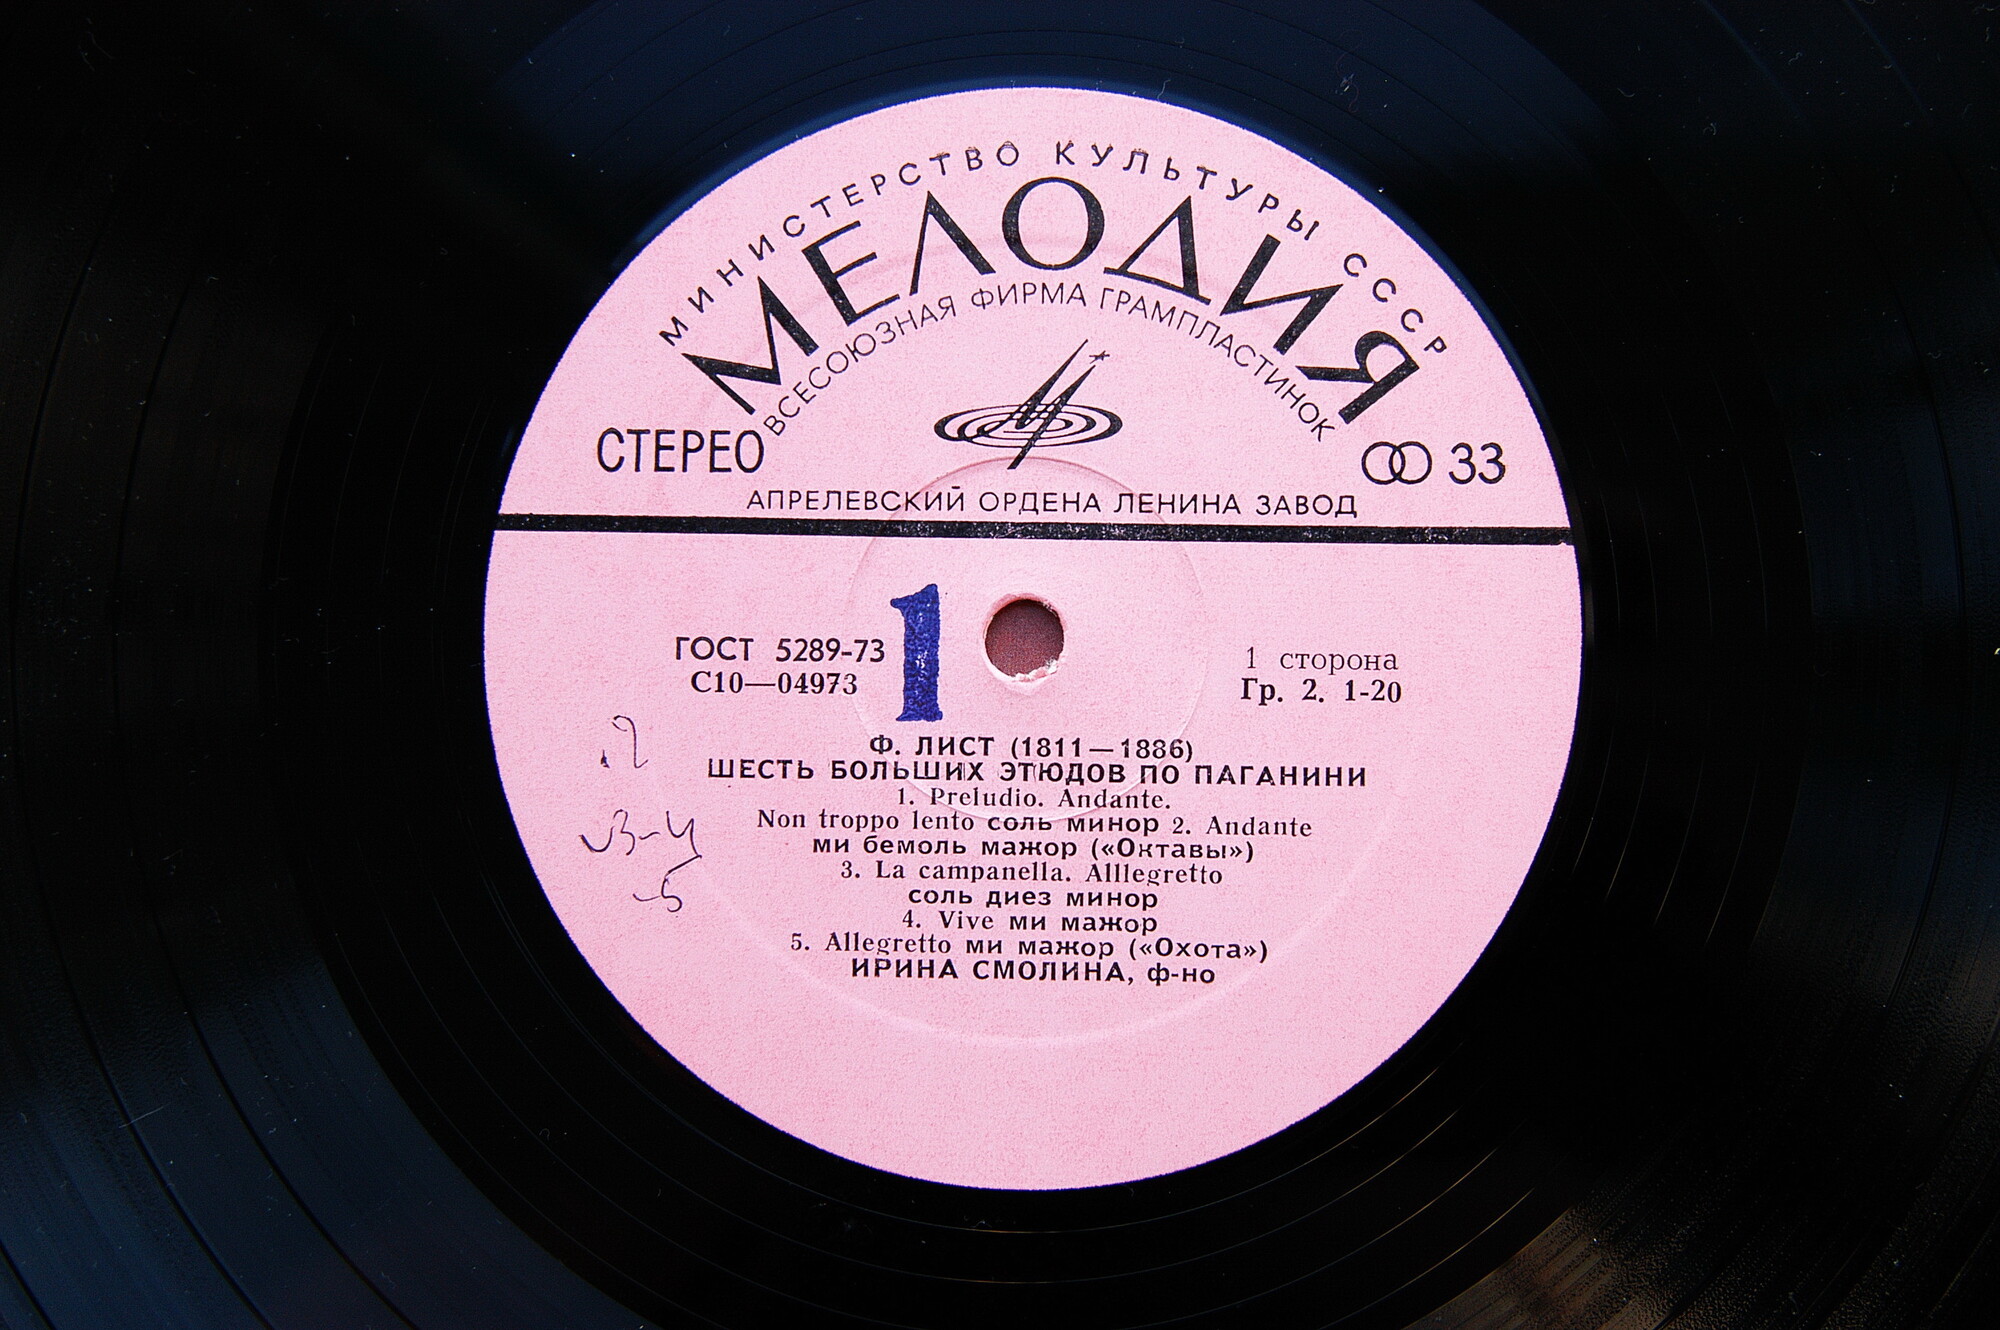 МИНИСТЕРСТВО КУЛЬТУРЫ СССР
МЕЛОДИЯ
ВСЕСОЮЗНАЯ ФИРМА ГРАМПЛАСТИНОК
СТЕРЕО
33
АПРЕЛЕВСКИЙ ОРДЕНА ЛЕНИНА ЗАВОД
1
ГОСТ 5289-73
С10—04973
1 сторона
Гр. 2. 1-20
Ф. ЛИСТ (1811—1886)
ШЕСТЬ БОЛЬШИХ ЭТЮДОВ ПО ПАГАНИНИ
1. Preludio. Andante.
Non troppo lento соль минор 2. Andante
ми бемоль мажор («Октавы»)
3. La campanella. Alllegretto
соль диез минор
4. Vive ми мажор
5. Allegretto ми мажор («Охота»)
ИРИНА СМОЛИНА, ф-но